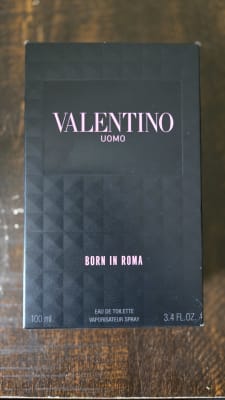 VALENTINO
UOMO
BORN IN ROMA
EAU DE TOILETTE
100 ml VAPORISATEUR SPRAY 3.4 FL.OZ.